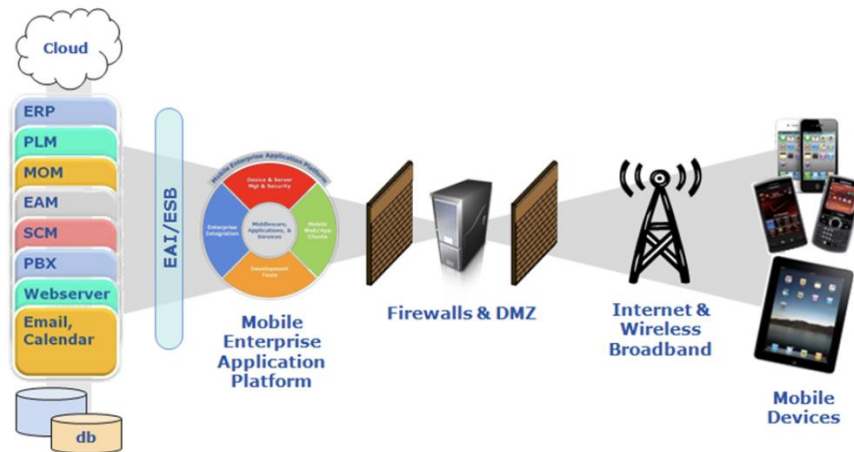 Cloud
ERP
PLM
MOM
EAM
SCM
PBX
Webserver
Email,
Calendar
db
EAI/ESB
Mobile Enterprise Application Platform
Device & Server
Mgt & Security
Enterprise
Integration
Middleware,
Applications, &
Services
Mobile
Web/App
Clients
Development
Tools
Mobile
Enterprise
Application
Platform
Firewalls & DMZ
Internet &
Wireless
Broadband
Mobile
Devices